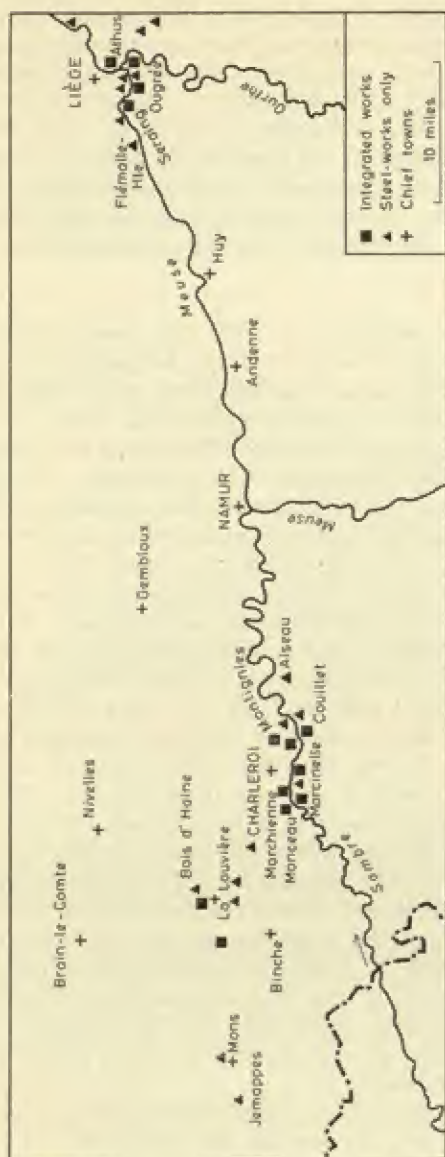 LIÈGE
Athus
Ougrée
Seraing
Flémalle-
Hte
Ourthe
Meuse
Huy
Andenne
NAMUR
Meuse
Gembloux
Montignies
Aiseau
Couillet
CHARLEROI
Marchienne
Monceau
Marcinelle
Sambre
Nivelles
Brain-le-Comte
Bois d' Haine
La Louvière
Binche
Mons
Jemappes
Integrated works
Steel-works only
Chief towns
10 miles